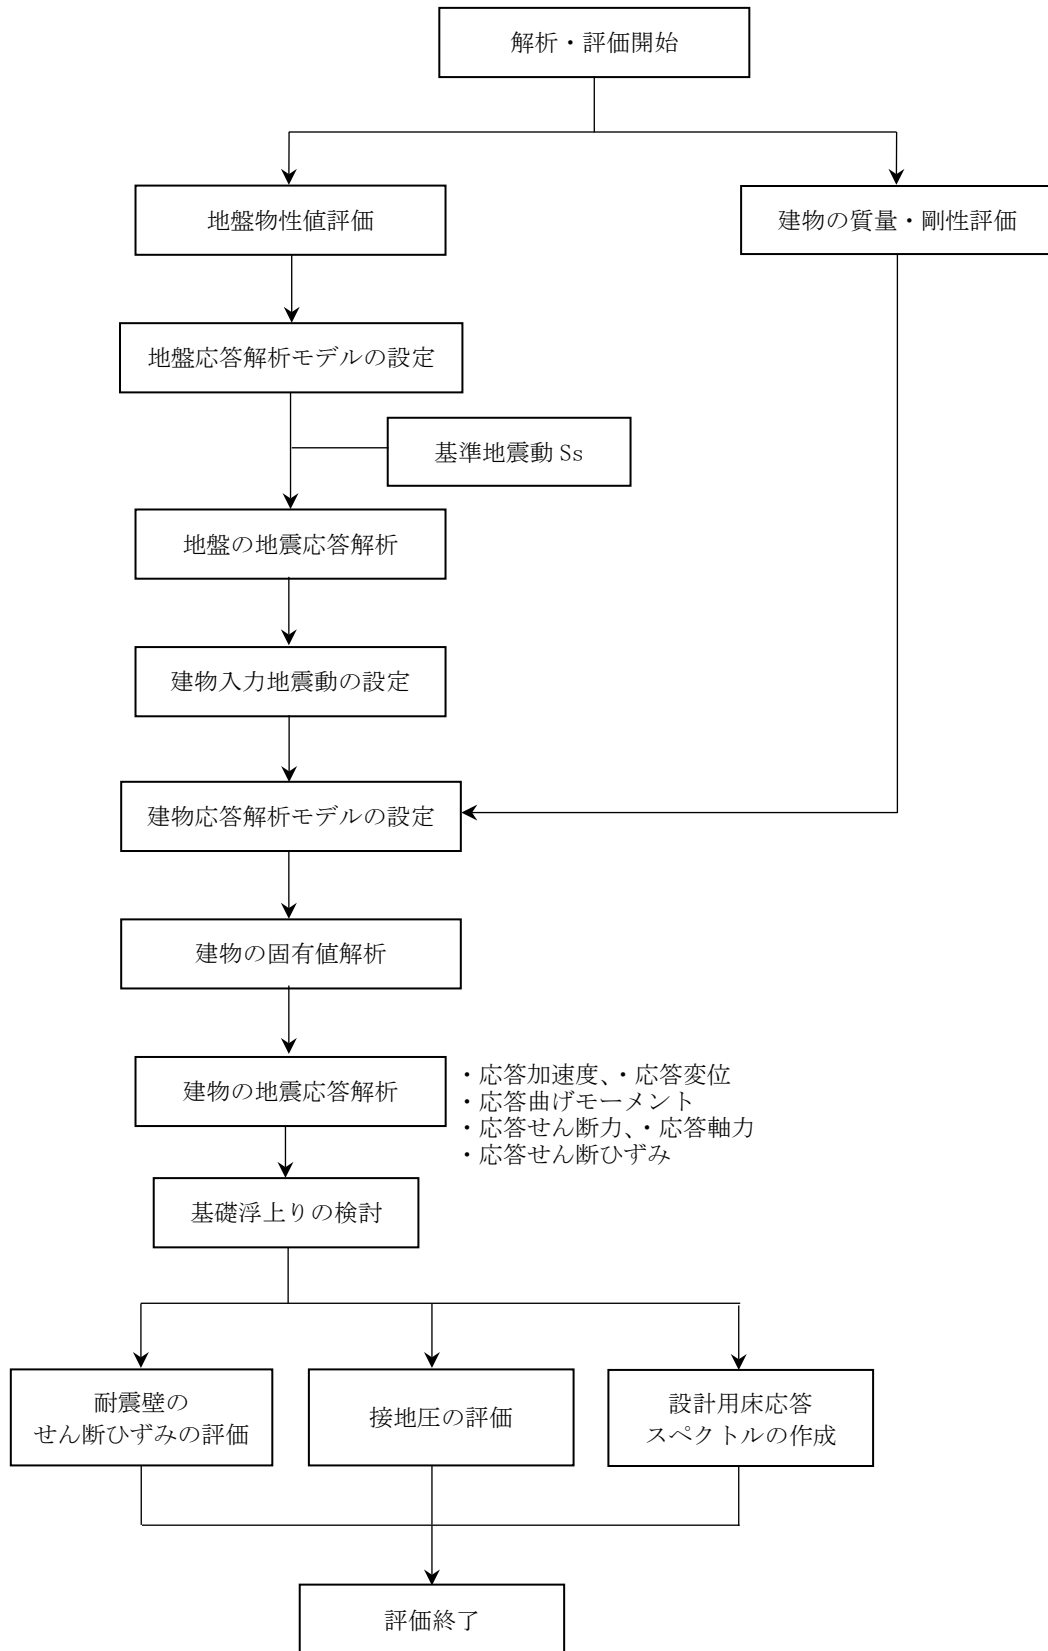 解析・評価開始
地盤物性値評価
建物の質量・剛性評価
地盤応答解析モデルの設定
基準地震動 Ss
地盤の地震応答解析
建物入力地震動の設定
建物応答解析モデルの設定
建物の固有値解析
建物の地震応答解析
・応答加速度、・応答変位
・応答曲げモーメント
・応答せん断力、・応答軸力
・応答せん断ひずみ
基礎浮上りの検討
耐震壁の
せん断ひずみの評価
接地圧の評価
設計用床応答
スペクトルの作成
評価終了